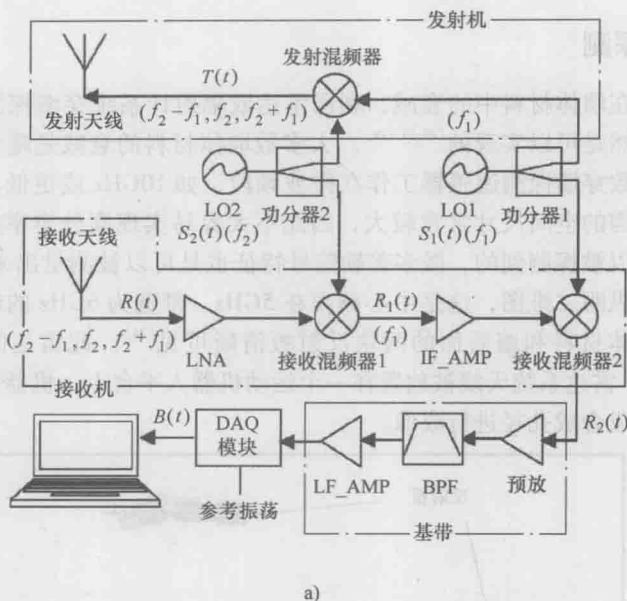 发射机
发射混频器
T(t)
(f₂−f₁, f₂, f₂+f₁)
(f₁)
发射天线
LO2
功分器2
LO1
功分器1
S₂(t)(f₂)
S₁(t)(f₁)
接收天线
R(t)
R₁(t)
(f₂−f₁, f₂, f₂+f₁)
LNA
(f₁)
接收混频器1
IF_AMP
接收混频器2
接收机
B(t)
DAQ
模块
R₂(t)
参考振荡
LF_AMP
BPF
预放
基带
a)